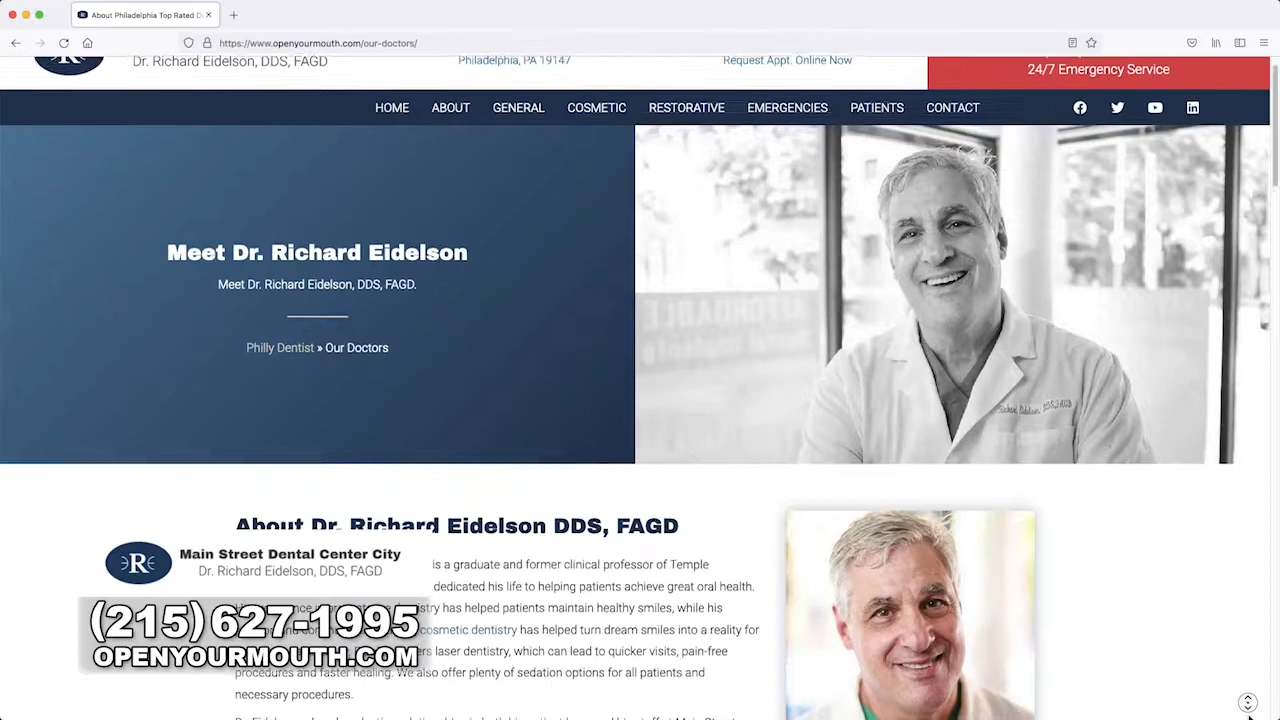 About Philadelphia Top Rated D
https://www.openyourmouth.com/our-doctors/
Dr. Richard Eidelson, DDS, FAGD
Philadelphia, PA 19147
Request Appt. Online Now
24/7 Emergency Service
HOME ABOUT GENERAL COSMETIC RESTORATIVE EMERGENCIES PATIENTS CONTACT
Meet Dr. Richard Eidelson
Meet Dr. Richard Eidelson, DDS, FAGD.
Philly Dentist » Our Doctors
About Dr. Richard Eidelson DDS, FAGD
is a graduate and former clinical professor of Temple
dedicated his life to helping patients achieve great oral health.
has helped patients maintain healthy smiles, while his
cosmetic dentistry has helped turn dream smiles into a reality for
laser dentistry, which can lead to quicker visits, pain-free
procedures and faster healing. We also offer plenty of sedation options for all patients and
necessary procedures.
Main Street Dental Center City
Dr. Richard Eidelson, DDS, FAGD
R
(215) 627-1995
OPENYOURMOUTH.COM